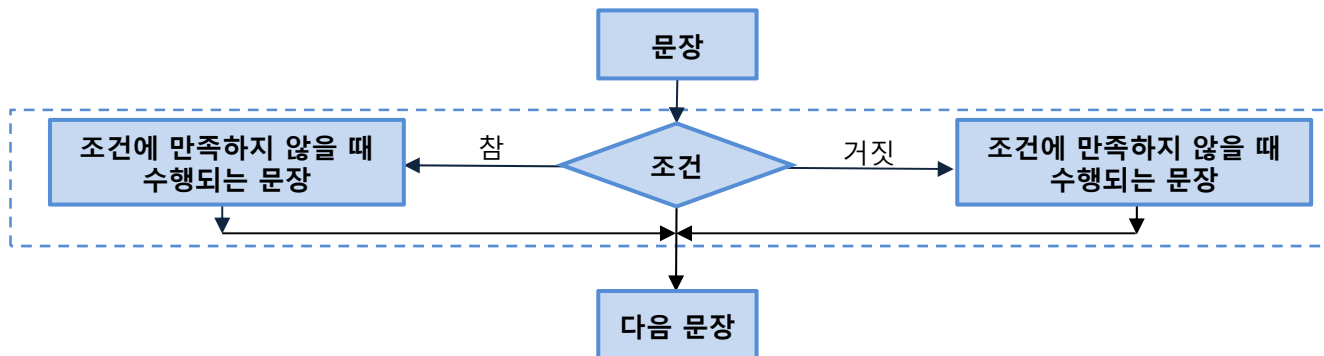 문장
조건에 만족하지 않을 때
수행되는 문장
참
조건
거짓
조건에 만족하지 않을 때
수행되는 문장
다음 문장